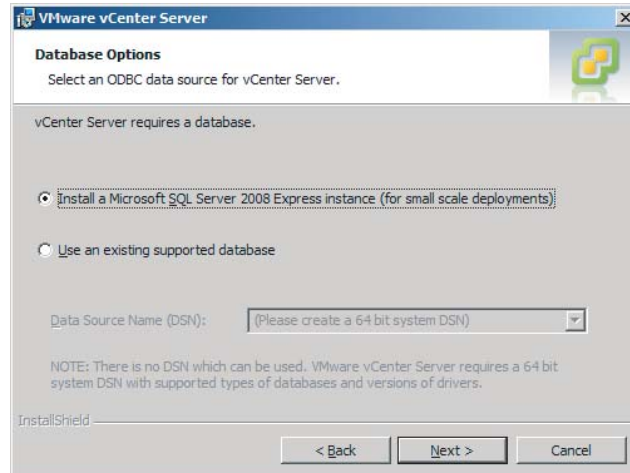 VMware vCenter Server
Database Options
Select an ODBC data source for vCenter Server.
vCenter Server requires a database.
Install a Microsoft SQL Server 2008 Express instance (for small scale deployments)
Use an existing supported database
Data Source Name (DSN):
(Please create a 64 bit system DSN)
NOTE: There is no DSN which can be used. VMware vCenter Server requires a 64 bit
system DSN with supported types of databases and versions of drivers.
InstallShield
< Back
Next >
Cancel